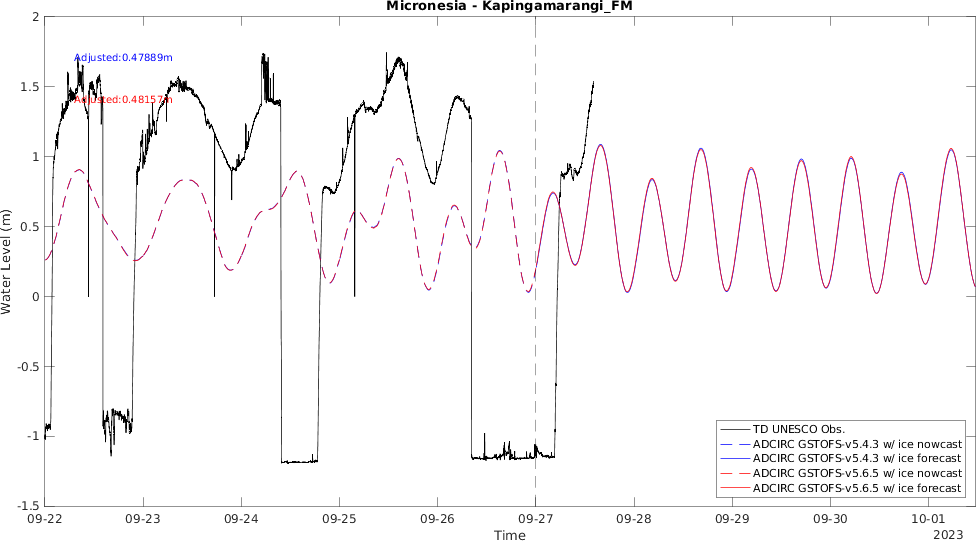 Micronesia - Kapingamarangi_FM
2
Adjusted:0.47889m
1.5
Adjusted:0.48157m
1
0.5
0
-0.5
-1
-1.5
Water Level (m)
TD UNESCO Obs.
ADCIRC GSTOFS-v5.4.3 w/ ice nowcast
ADCIRC GSTOFS-v5.4.3 w/ ice forecast
ADCIRC GSTOFS-v5.6.5 w/ ice nowcast
ADCIRC GSTOFS-v5.6.5 w/ ice forecast
09-22 09-23 09-24 09-25 09-26 09-27 09-28 09-29 09-30 10-01
Time
2023